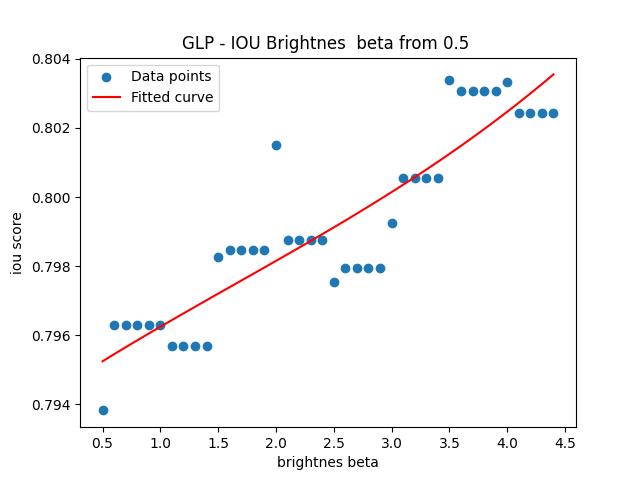 GLP - IOU Brightnes  beta from 0.5
Data points
Fitted curve
0.804
0.802
0.800
0.798
0.796
0.794
iou score
0.5 1.0 1.5 2.0 2.5 3.0 3.5 4.0 4.5
brightnes beta